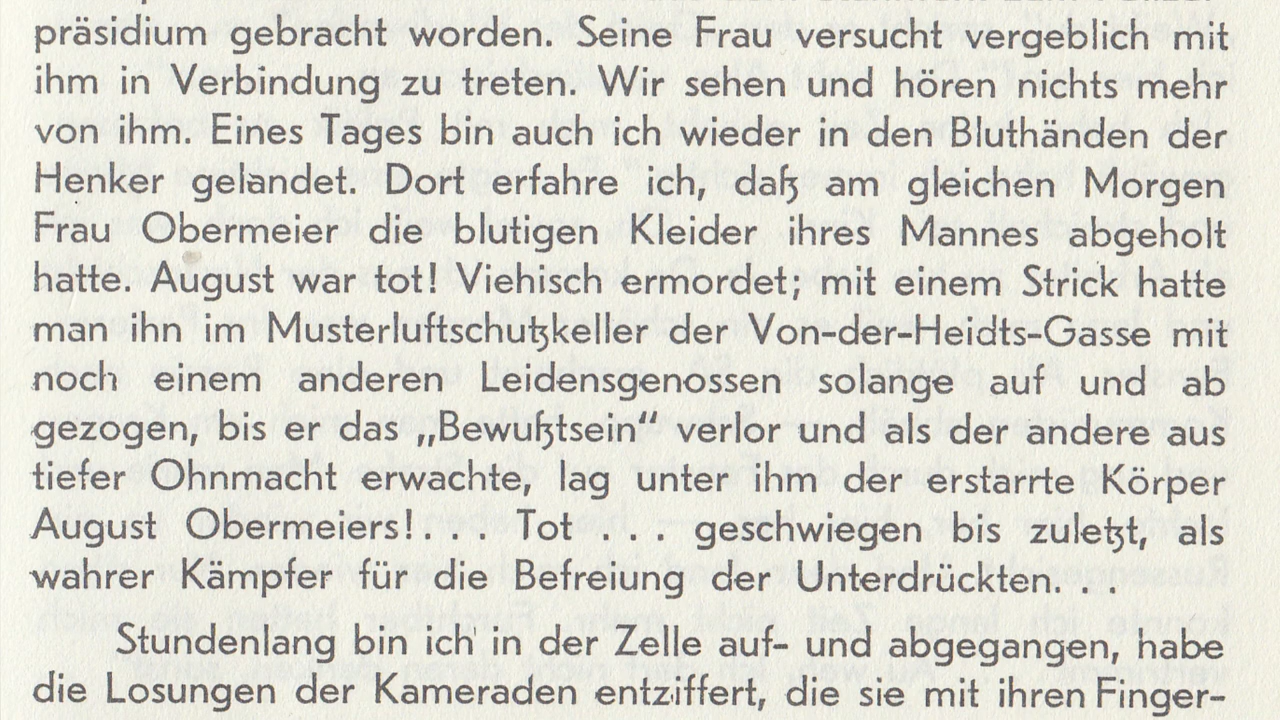 präsidium gebracht worden. Seine Frau versucht vergeblich mit
ihm in Verbindung zu treten. Wir sehen und hören nichts mehr
von ihm. Eines Tages bin auch ich wieder in den Bluthänden der
Henker gelandet. Dort erfahre ich, daß am gleichen Morgen
Frau Obermeier die blutigen Kleider ihres Mannes abgeholt
hatte. August war tot! Viehisch ermordet; mit einem Strick hatte
man ihn im Musterluftschutzkeller der Von-der-Heidts-Gasse mit
noch einem anderen Leidensgenossen solange auf und ab
gezogen, bis er das „Bewußtsein“ verlor und als der andere aus
tiefer Ohnmacht erwachte, lag unter ihm der erstarrte Körper
August Obermeiers!. . . Tot . . . geschwiegen bis zuletzt, als
wahrer Kämpfer für die Befreiung der Unterdrückten. . .
Stundenlang bin ich in der Zelle auf- und abgegangen, habe
die Losungen der Kameraden entziffert, die sie mit ihren Finger-